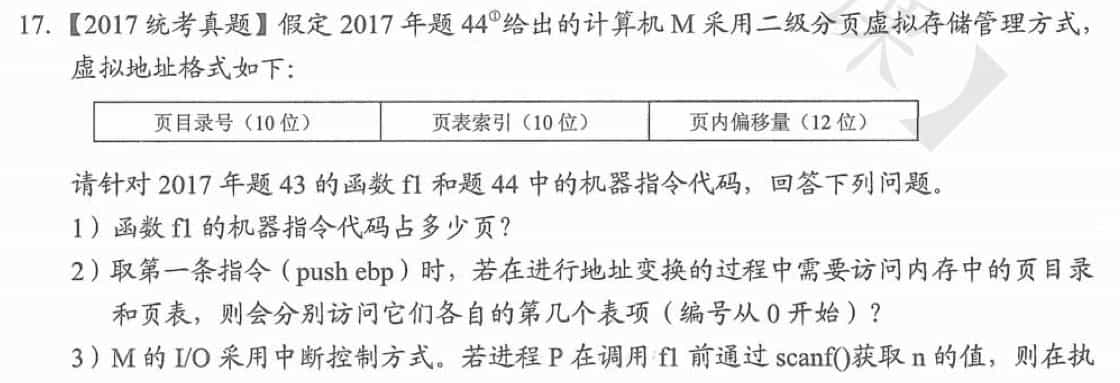 17.【2017 统考真题】假定 2017 年题 44①给出的计算机 M 采用二级分页虚拟存储管理方式，
虚拟地址格式如下：
页目录号（10 位） 页表索引（10 位） 页内偏移量（12 位）
请针对 2017 年题 43 的函数 f1 和题 44 中的机器指令代码，回答下列问题。
1）函数 f1 的机器指令代码占多少页？
2）取第一条指令（push ebp）时，若在进行地址变换的过程中需要访问内存中的页目录
和页表，则会分别访问它们各自的第几个表项（编号从 0 开始）？
3）M 的 I/O 采用中断控制方式。若进程 P 在调用 f1 前通过 scanf()获取 n 的值，则在执